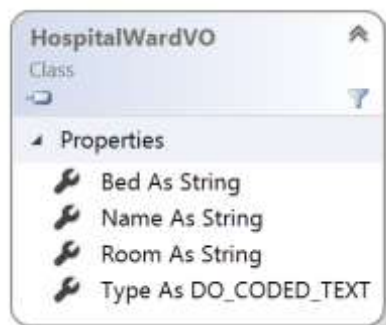 HospitalWardVO
Class
Properties
Bed As String
Name As String
Room As String
Type As DO_CODED_TEXT